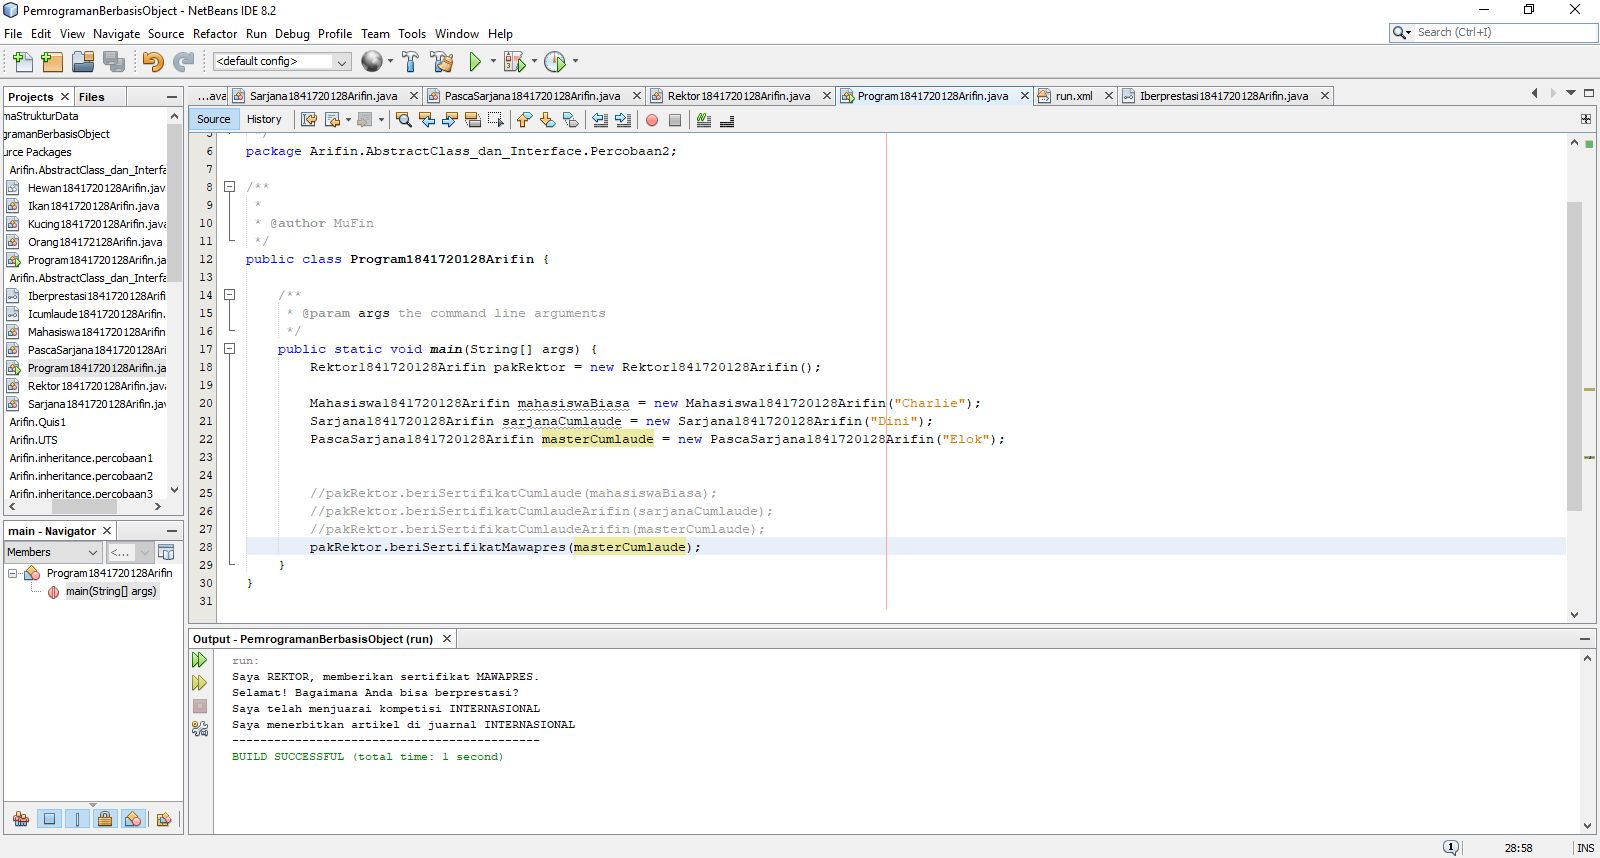 PemrogramanBerbasisObject - NetBeans IDE 8.2
File Edit View Navigate Source Refactor Run Debug Profile Team Tools Window Help
Search (Ctrl+I)
<default config>
Projects Files
maStrukturData
gramanBerbasisObject
urce Packages
Arifin.AbstractClass_dan_Interfa
Hewan1841720128Arifin.jav
Ikan1841720128Arifin.java
Kucing1841720128Arifin.java
Orang184172128Arifin.java
Program1841720128Arifin.ja
Arifin.AbstractClass_dan_Interfa
Iberprestasi1841720128Arifi
Icumlaude1841720128Arifin.
Mahasiswa1841720128Arifin
PascaSarjana1841720128Ari
Program1841720128Arifin.ja
Rektor1841720128Arifin.java
Sarjana1841720128Arifin.jav
Arifin.Quis1
Arifin.UTS
Arifin.inheritance.percobaan1
Arifin.inheritance.percobaan2
Arifin.inheritance.percobaan3
main - Navigator
Members <...
Program1841720128Arifin
main(String[] args)
...ava Sarjana1841720128Arifin.java PascaSarjana1841720128Arifin.java Rektor1841720128Arifin.java Program1841720128Arifin.java run.xml Iberprestasi1841720128Arifin.java
Source History
5 */
6 package Arifin.AbstractClass_dan_Interface.Percobaan2;
7
8 /**
9 *
10 * @author MuFin
11 */
12 public class Program1841720128Arifin {
13
14 /**
15 * @param args the command line arguments
16 */
17 public static void main(String[] args) {
18 Rektor1841720128Arifin pakRektor = new Rektor1841720128Arifin();
19
20 Mahasiswa1841720128Arifin mahasiswaBiasa = new Mahasiswa1841720128Arifin("Charlie");
21 Sarjana1841720128Arifin sarjanaCumlaude = new Sarjana1841720128Arifin("Dini");
22 PascaSarjana1841720128Arifin masterCumlaude = new PascaSarjana1841720128Arifin("Elok");
23
24
25 //pakRektor.beriSertifikatCumlaude(mahasiswaBiasa);
26 //pakRektor.beriSertifikatCumlaudeArifin(sarjanaCumlaude);
27 //pakRektor.beriSertifikatCumlaudeArifin(masterCumlaude);
28 pakRektor.beriSertifikatMawapres(masterCumlaude);
29 }
30 }
31
Output - PemrogramanBerbasisObject (run)
run:
Saya REKTOR, memberikan sertifikat MAWAPRES.
Selamat! Bagaimana Anda bisa berprestasi?
Saya telah menjuarai kompetisi INTERNASIONAL
Saya menerbitkan artikel di juarnal INTERNASIONAL
--------------------------------------------
BUILD SUCCESSFUL (total time: 1 second)
1 28:58 INS